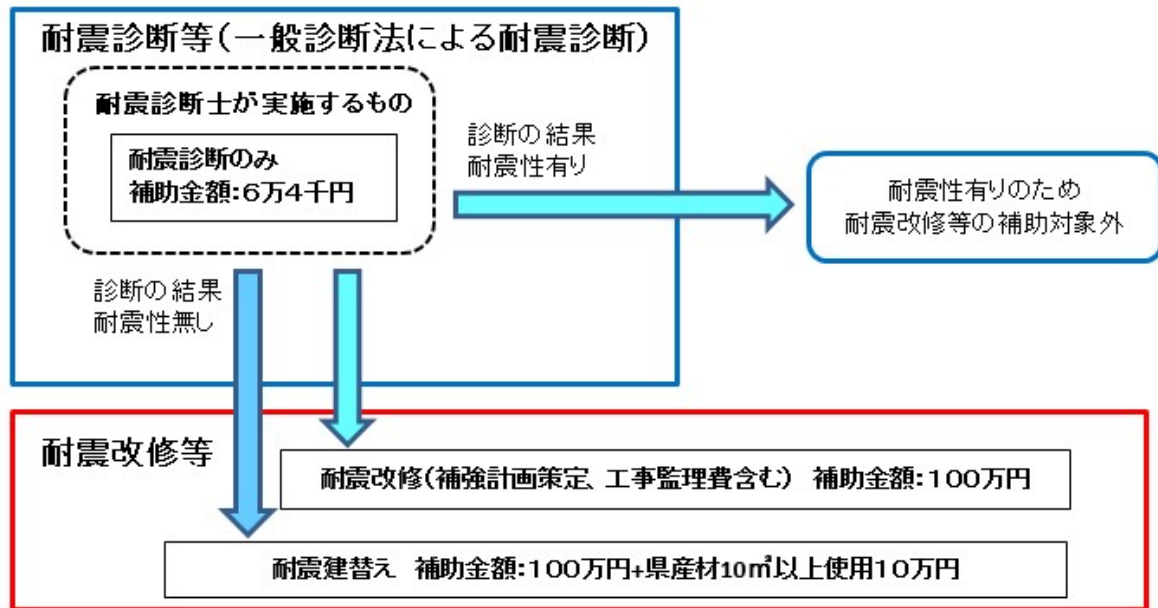 耐震診断等(一般診断法による耐震診断)
耐震診断士が実施するもの
耐震診断のみ
補助金額:6万4千円
診断の結果
耐震性有り
耐震性有りのため
耐震改修等の補助対象外
診断の結果
耐震性無し
耐震改修等
耐震改修(補強計画策定、工事監理費含む) 補助金額:100万円
耐震建替え 補助金額:100万円+県産材10㎥以上使用10万円